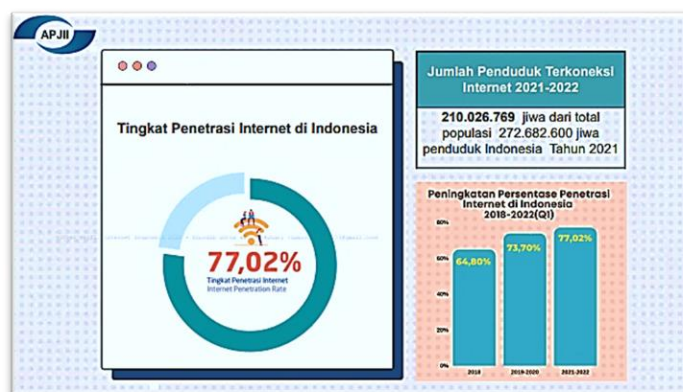 APJII
Tingkat Penetrasi Internet di Indonesia
77,02%
Tingkat Penetrasi Internet
Internet Penetration Rate
Jumlah Penduduk Terkoneksi
Internet 2021-2022
210.026.769 jiwa dari total
populasi 272.682.600 jiwa
penduduk Indonesia Tahun 2021
Peningkatan Persentase Penetrasi
Internet di Indonesia
2018-2022(QI)
80%
60%
40%
20%
0%
64,80%
73,70%
77,02%
2018
2019-2020
2021-2022